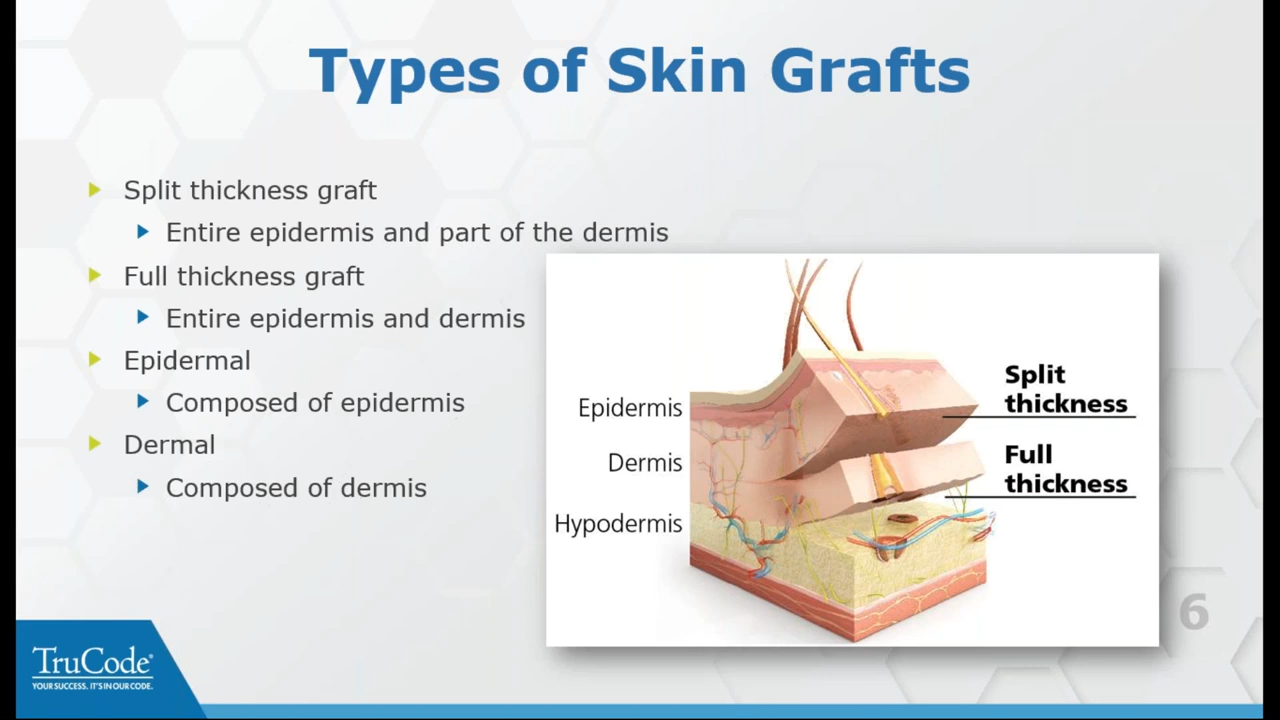 Types of Skin Grafts
Split thickness graft
Entire epidermis and part of the dermis
Full thickness graft
Entire epidermis and dermis
Epidermal
Composed of epidermis
Dermal
Composed of dermis
Epidermis
Dermis
Hypodermis
Split
thickness
Full
thickness
6
TruCode®
YOUR SUCCESS. IT'S IN OUR CODE.